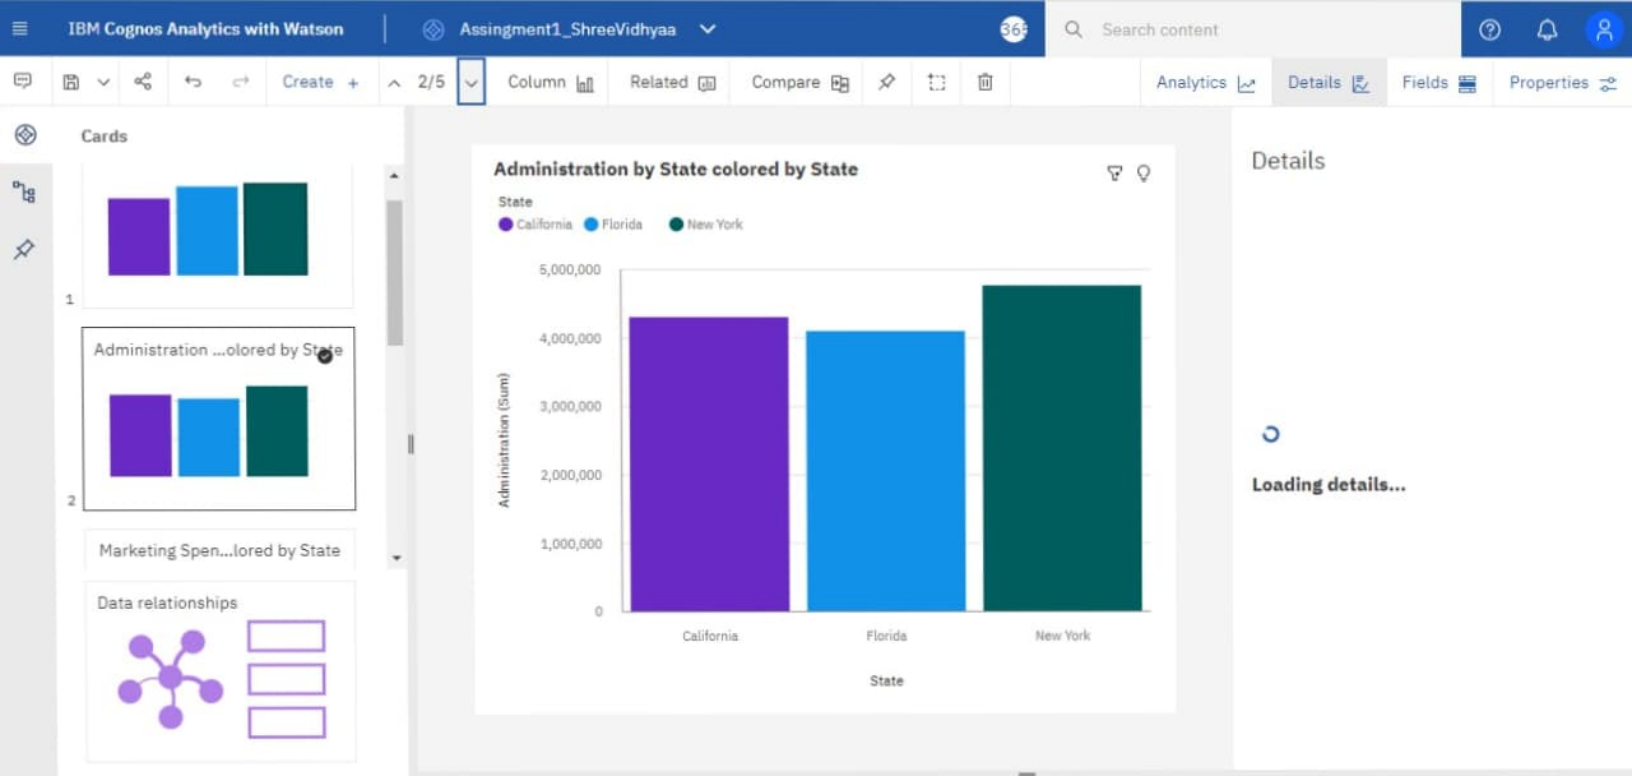 IBM Cognos Analytics with Watson
Assingment1_ShreeVidhyaa
Search content
Create +
2/5
Column
Related
Compare
Analytics
Details
Fields
Properties
Cards
1
Administration ...olored by State
2
Marketing Spen...lored by State
Data relationships
Administration by State colored by State
State
California Florida New York
5,000,000
4,000,000
3,000,000
2,000,000
1,000,000
0
Administration (Sum)
California Florida New York
State
Details
Loading details...